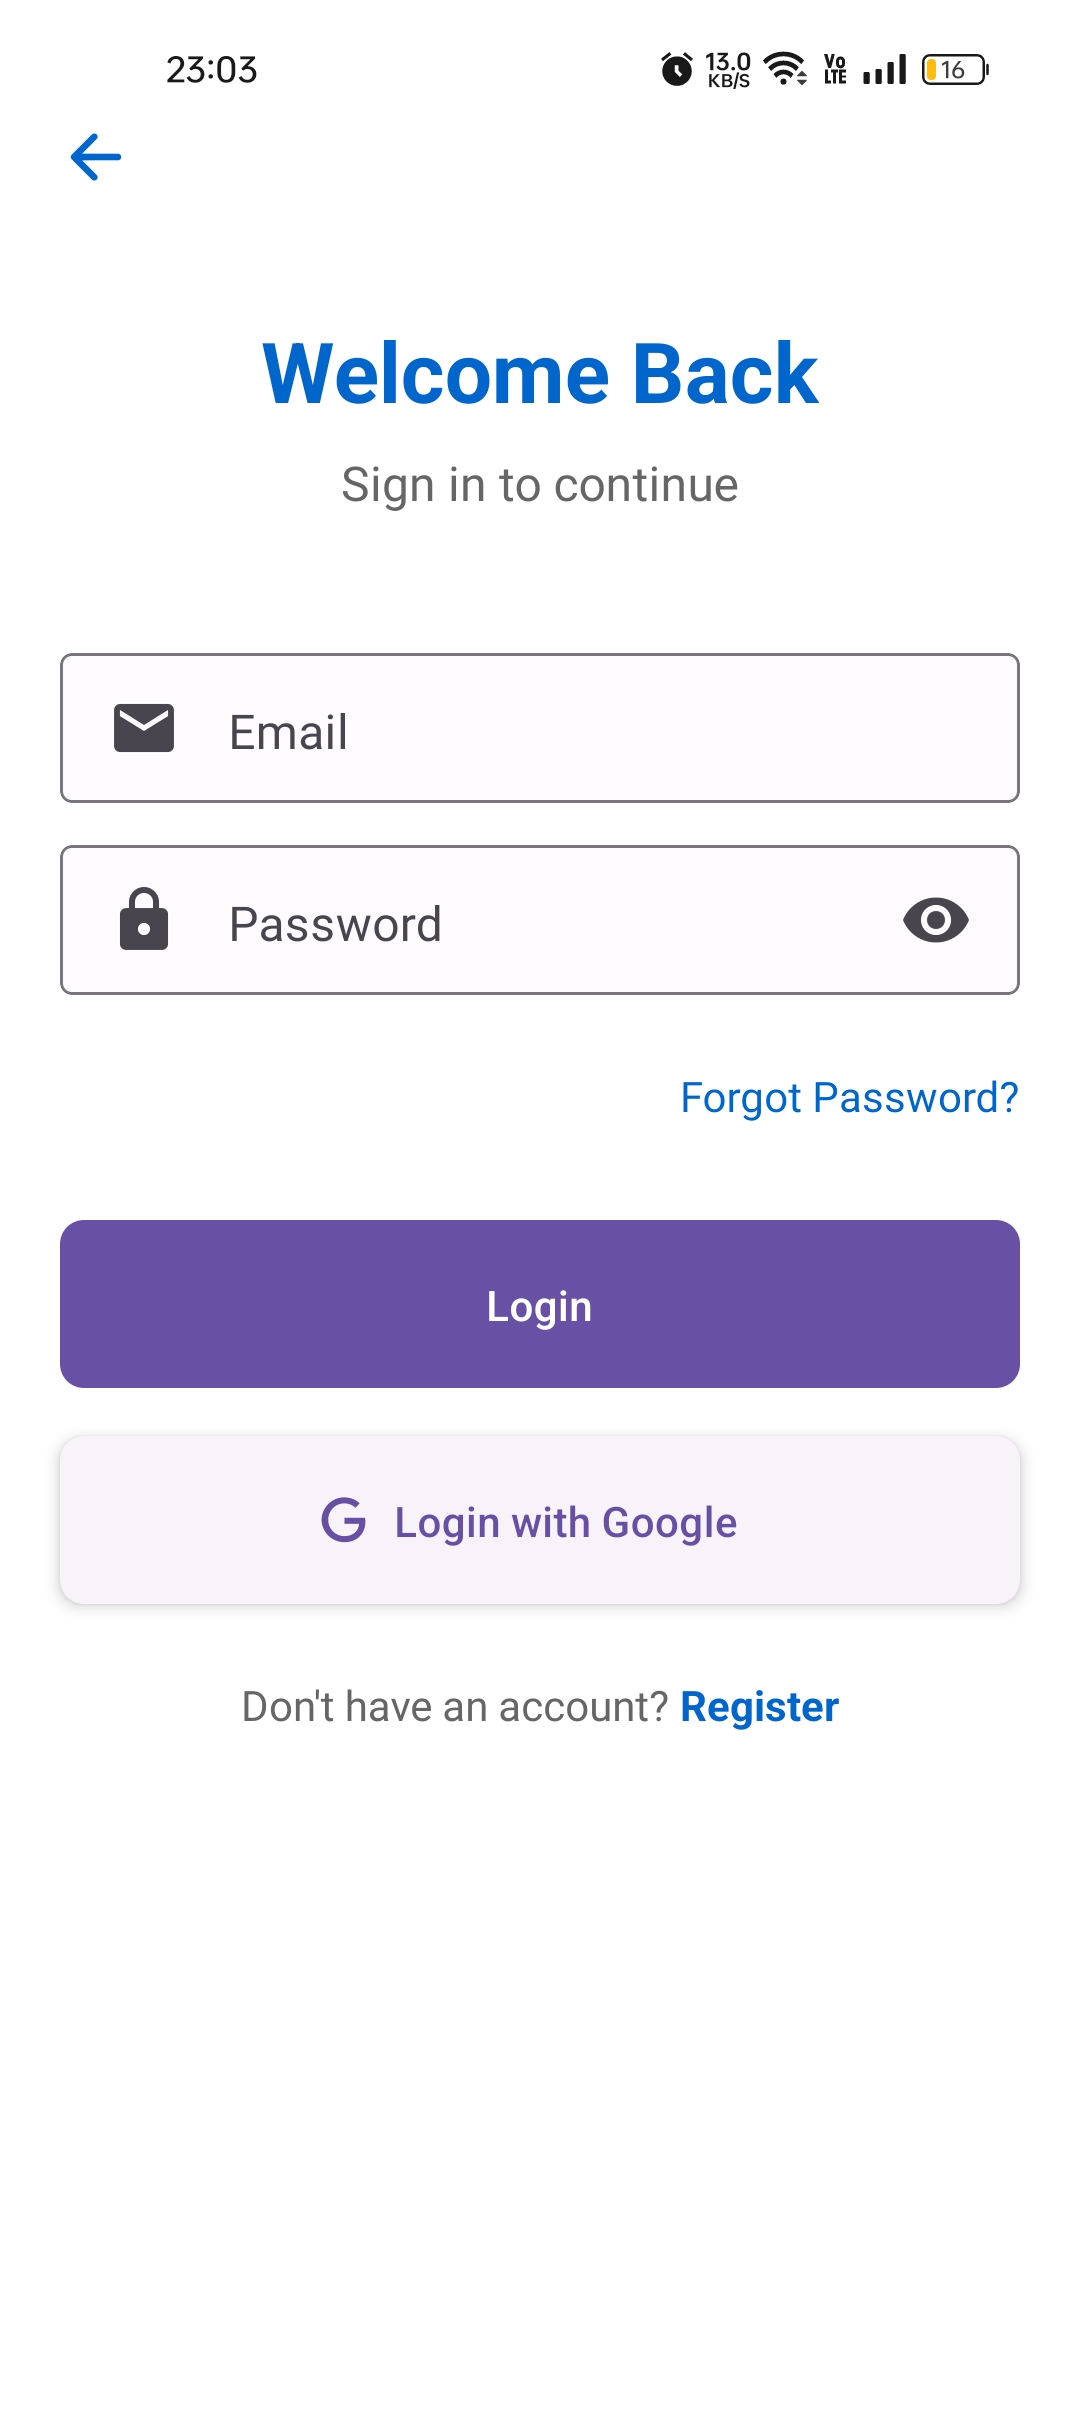 23:03
13.0
KB/S
Vo
LTE
16
Welcome Back
Sign in to continue
Email
Password
Forgot Password?
Login
G Login with Google
Don't have an account? Register